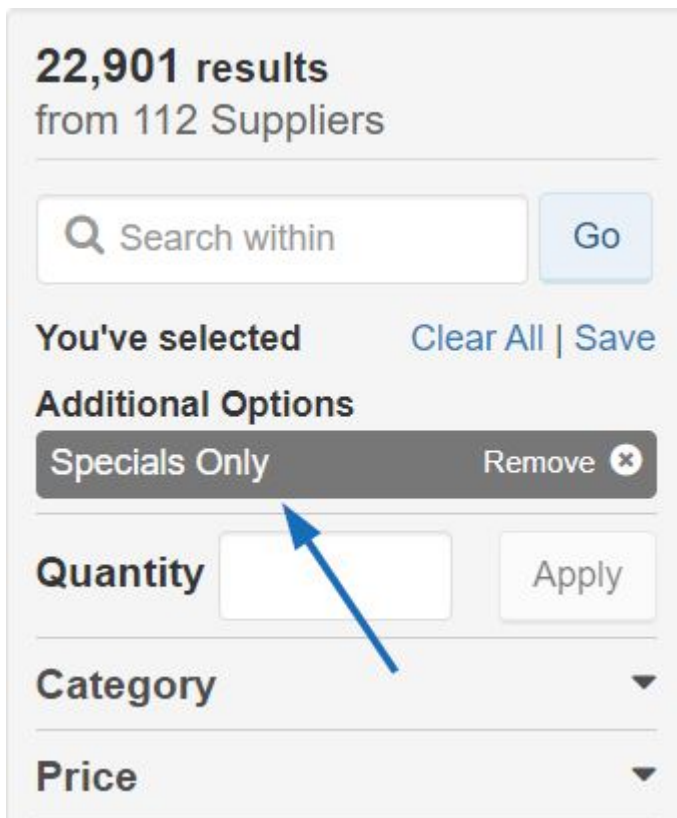 22,901 results
from 112 Suppliers
Search within Go
You've selected Clear All | Save
Additional Options
Specials Only Remove
Quantity Apply
Category
Price